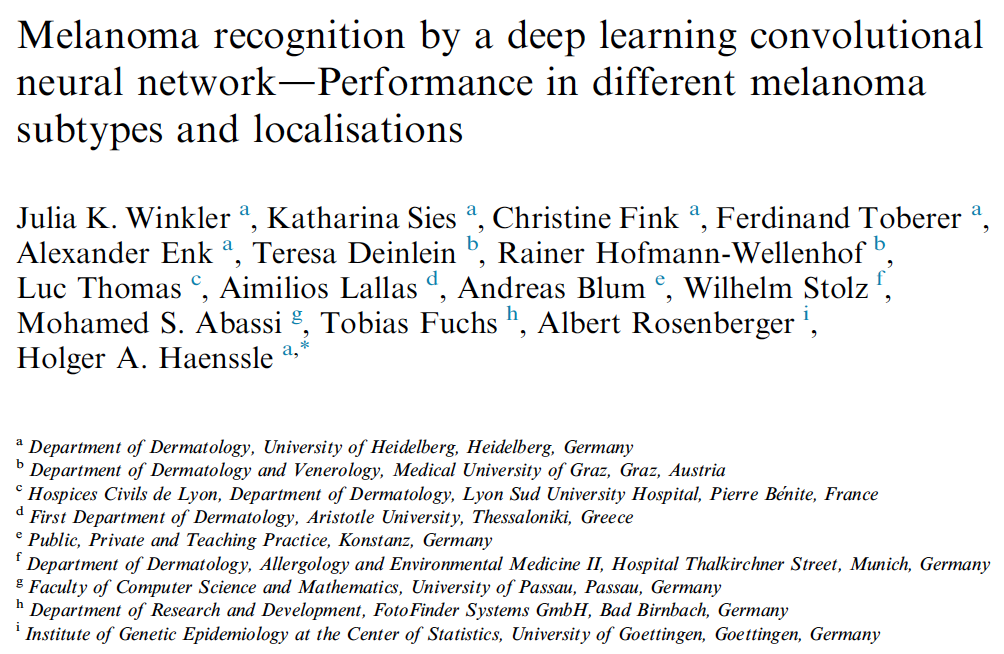 Melanoma recognition by a deep learning convolutional
neural network—Performance in different melanoma
subtypes and localisations
Julia K. Winkler a, Katharina Sies a, Christine Fink a, Ferdinand Toberer a,
Alexander Enk a, Teresa Deinlein b, Rainer Hofmann-Wellenhof b,
Luc Thomas c, Aimilios Lallas d, Andreas Blum e, Wilhelm Stolz f,
Mohamed S. Abassi g, Tobias Fuchs h, Albert Rosenberger i,
Holger A. Haenssle a,*
a Department of Dermatology, University of Heidelberg, Heidelberg, Germany
b Department of Dermatology and Venerology, Medical University of Graz, Graz, Austria
c Hospices Civils de Lyon, Department of Dermatology, Lyon Sud University Hospital, Pierre Bénite, France
d First Department of Dermatology, Aristotle University, Thessaloniki, Greece
e Public, Private and Teaching Practice, Konstanz, Germany
f Department of Dermatology, Allergology and Environmental Medicine II, Hospital Thalkirchner Street, Munich, Germany
g Faculty of Computer Science and Mathematics, University of Passau, Passau, Germany
h Department of Research and Development, FotoFinder Systems GmbH, Bad Birnbach, Germany
i Institute of Genetic Epidemiology at the Center of Statistics, University of Goettingen, Goettingen, Germany